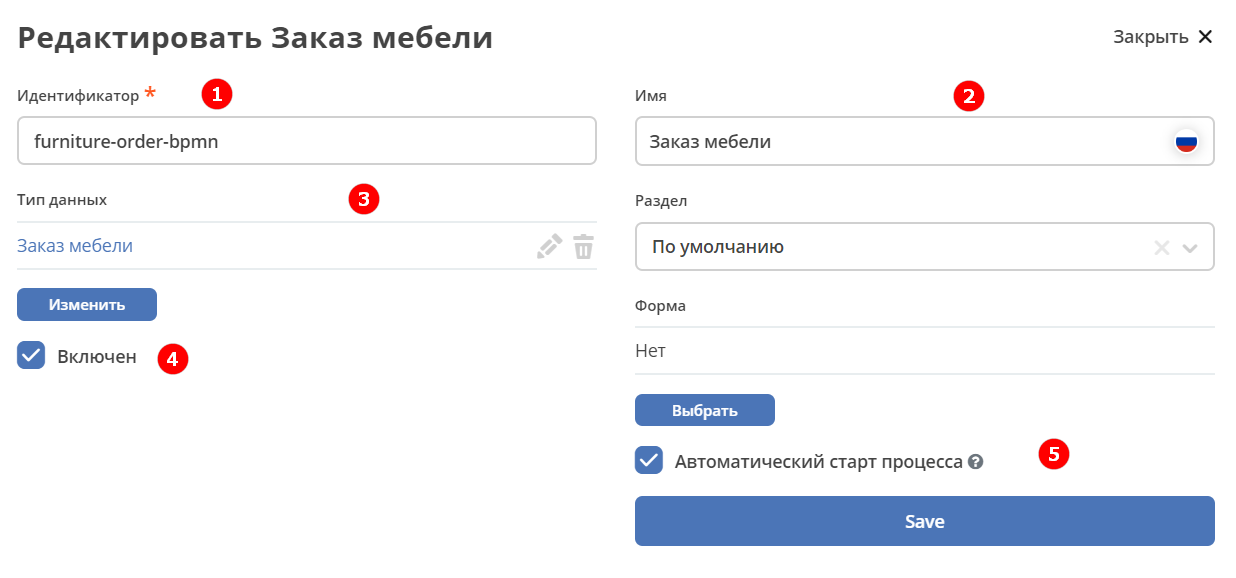 Редактировать Заказ мебели
Закрыть ✕
Идентификатор *
1
furniture-order-bpmn
Имя
2
Заказ мебели
Тип данных
3
Заказ мебели
Раздел
По умолчанию
Изменить
Форма
Нет
Включен
4
Выбрать
Автоматический старт процесса ?
5
Save